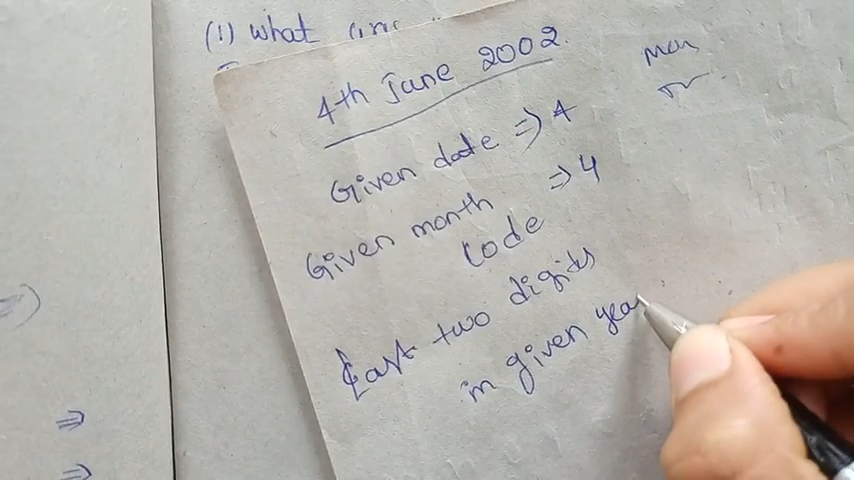 (1) what
4th June 2002.
Given date => 4
Given month => 4
code
Last two digits
in given yea